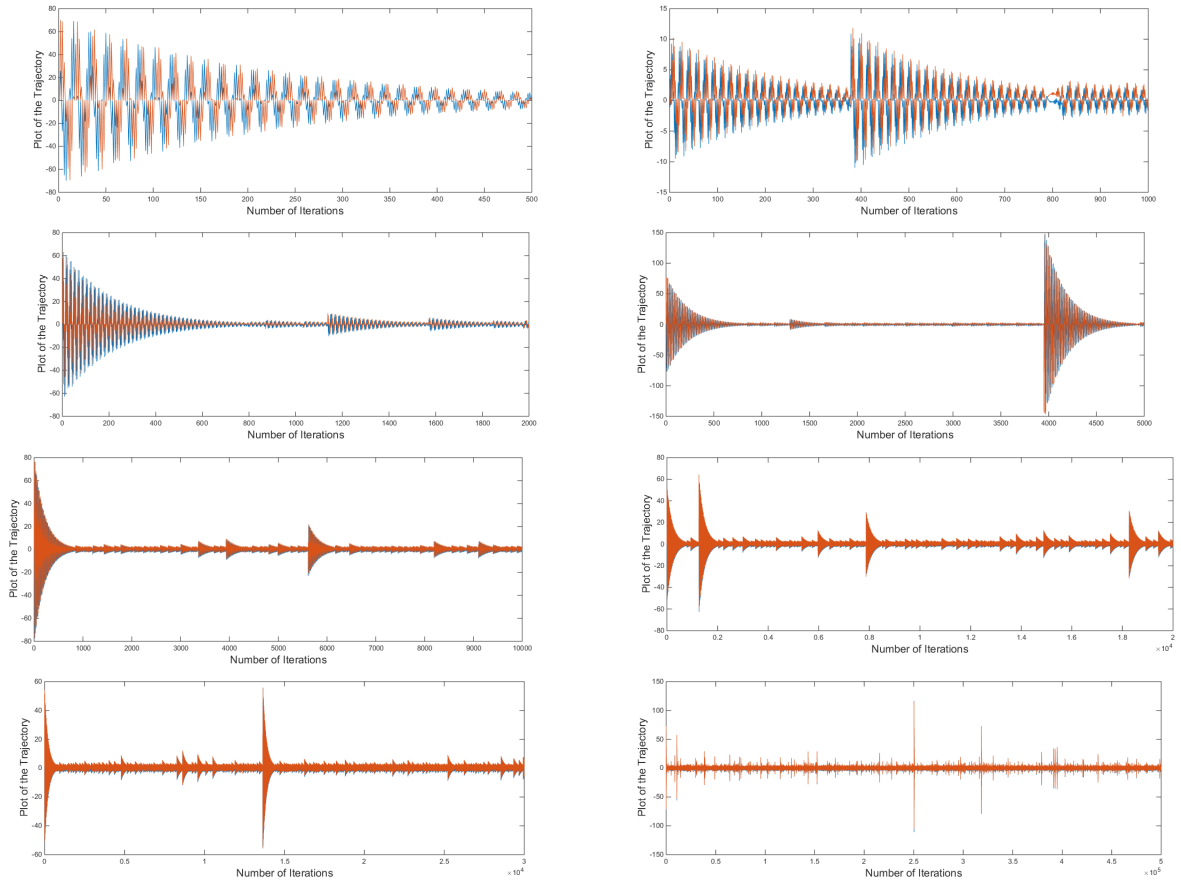 80
60
40
20
0
-20
-40
-60
-80
Plot of the Trajectory
0 50 100 150 200 250 300 350 400 450 500
Number of Iterations
15
10
5
0
-5
-10
-15
Plot of the Trajectory
0 100 200 300 400 500 600 700 800 900 1000
Number of Iterations
80
60
40
20
0
-20
-40
-60
-80
Plot of the Trajectory
0 200 400 600 800 1000 1200 1400 1600 1800 2000
Number of Iterations
150
100
50
0
-50
-100
-150
Plot of the Trajectory
0 500 1000 1500 2000 2500 3000 3500 4000 4500 5000
Number of Iterations
80
60
40
20
0
-20
-40
-60
-80
Plot of the Trajectory
0 1000 2000 3000 4000 5000 6000 7000 8000 9000 10000
Number of Iterations
80
60
40
20
0
-20
-40
-60
-80
Plot of the Trajectory
0 0.2 0.4 0.6 0.8 1 1.2 1.4 1.6 1.8 2
Number of Iterations
× 10^4
60
40
20
0
-20
-40
-60
Plot of the Trajectory
0 0.5 1 1.5 2 2.5 3
Number of Iterations
× 10^4
150
100
50
0
-50
-100
-150
Plot of the Trajectory
0 0.5 1 1.5 2 2.5 3 3.5 4 4.5 5
Number of Iterations
× 10^5